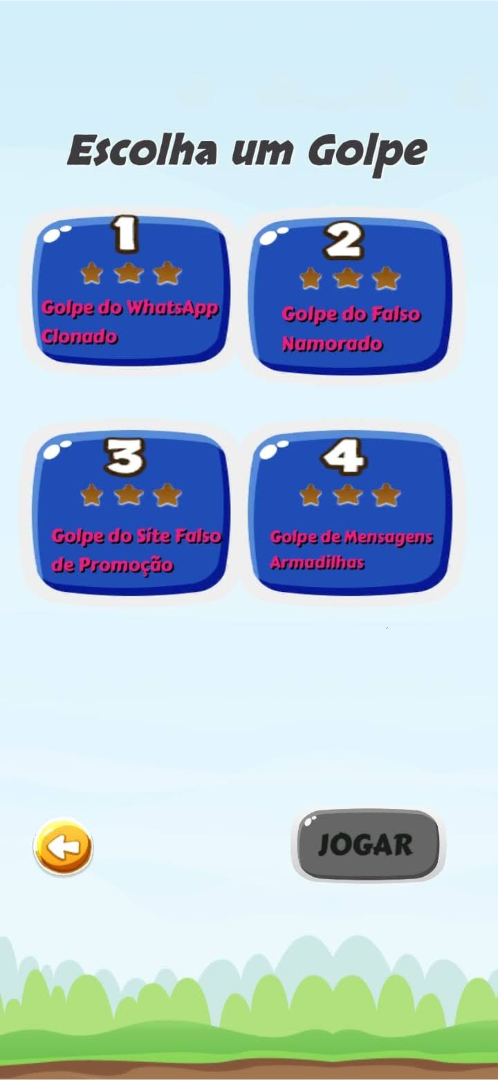 Escolha um Golpe
1
Golpe do WhatsApp
Clonado
2
Golpe do Falso
Namorado
3
Golpe do Site Falso
de Promoção
4
Golpe de Mensagens
Armadilhas
JOGAR